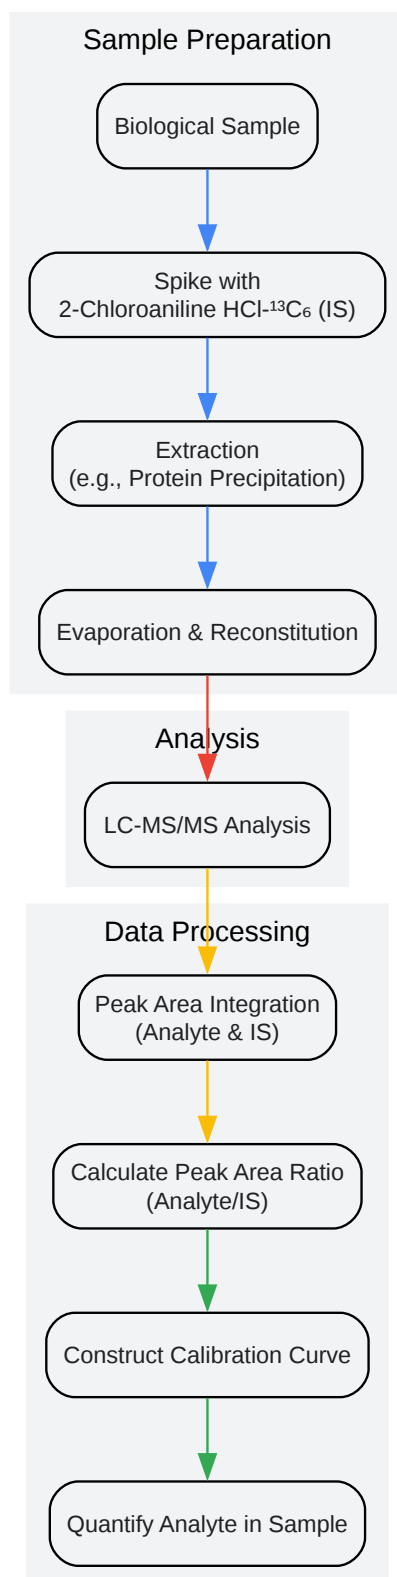 Sample Preparation
Biological Sample
Spike with
2-Chloroaniline HCl-¹³C₆ (IS)
Extraction
(e.g., Protein Precipitation)
Evaporation & Reconstitution
Analysis
LC-MS/MS Analysis
Data Processing
Peak Area Integration
(Analyte & IS)
Calculate Peak Area Ratio
(Analyte/IS)
Construct Calibration Curve
Quantify Analyte in Sample